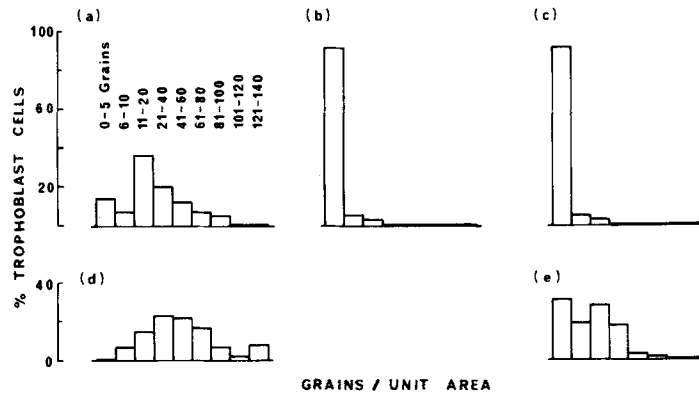 (a)
(b)
(c)
100
60
20
0-5 Grains
6-10
11-20
21-40
41-60
61-80
81-100
101-120
121-140
% TROPHOBLAST CELLS
(d)
(e)
40
0
GRAINS / UNIT AREA